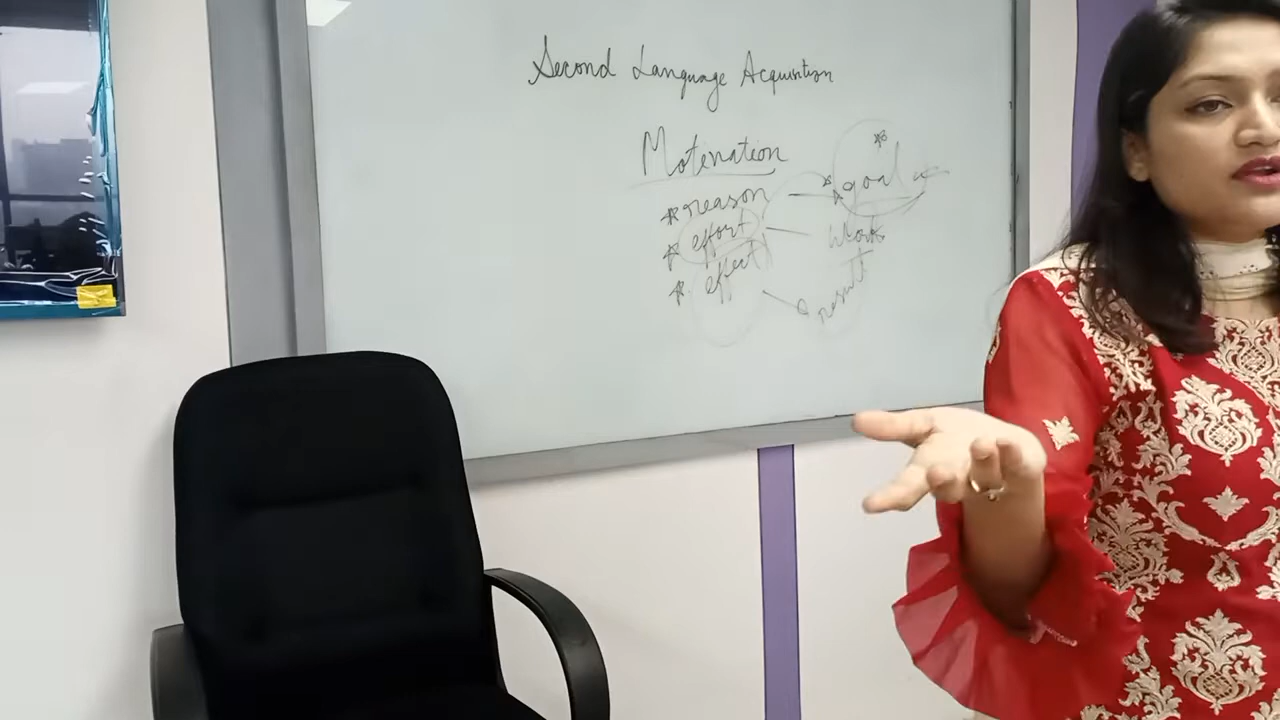 Second Language Acquisition
Motivation
* reason — * goal
* effort — Work
* effect — result